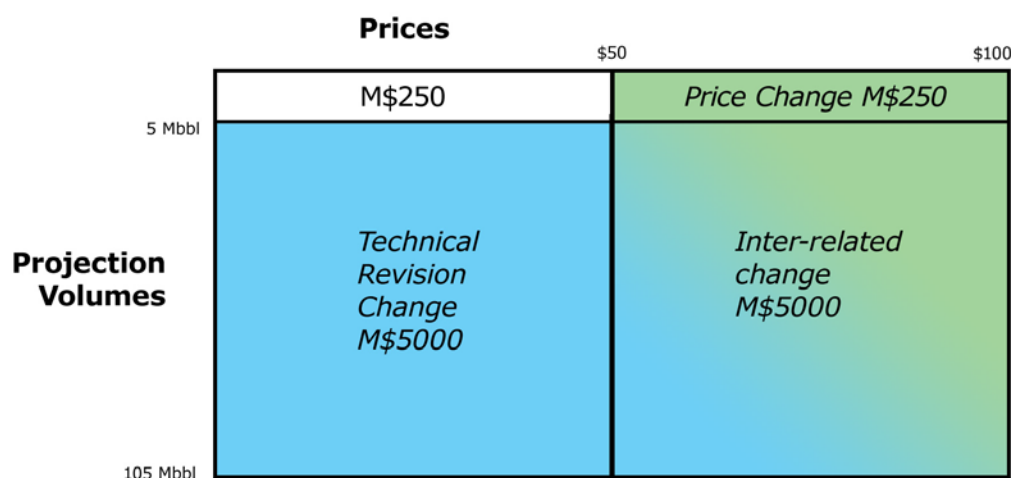 Prices
$50
$100
M$250
Price Change M$250
5 Mbbl
Technical
Revision
Change
M$5000
Inter-related
change
M$5000
Projection
Volumes
105 Mbbl